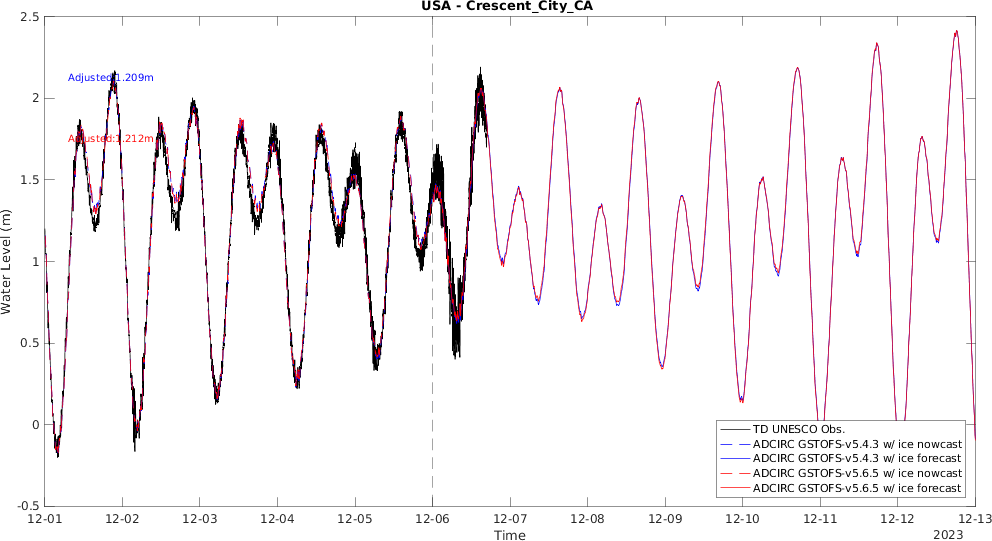 USA - Crescent_City_CA
2.5
2
1.5
1
0.5
0
-0.5
Water Level (m)
Adjusted:1.209m
Adjusted:1.212m
TD UNESCO Obs.
ADCIRC GSTOFS-v5.4.3 w/ ice nowcast
ADCIRC GSTOFS-v5.4.3 w/ ice forecast
ADCIRC GSTOFS-v5.6.5 w/ ice nowcast
ADCIRC GSTOFS-v5.6.5 w/ ice forecast
12-01 12-02 12-03 12-04 12-05 12-06 12-07 12-08 12-09 12-10 12-11 12-12 12-13
Time
2023